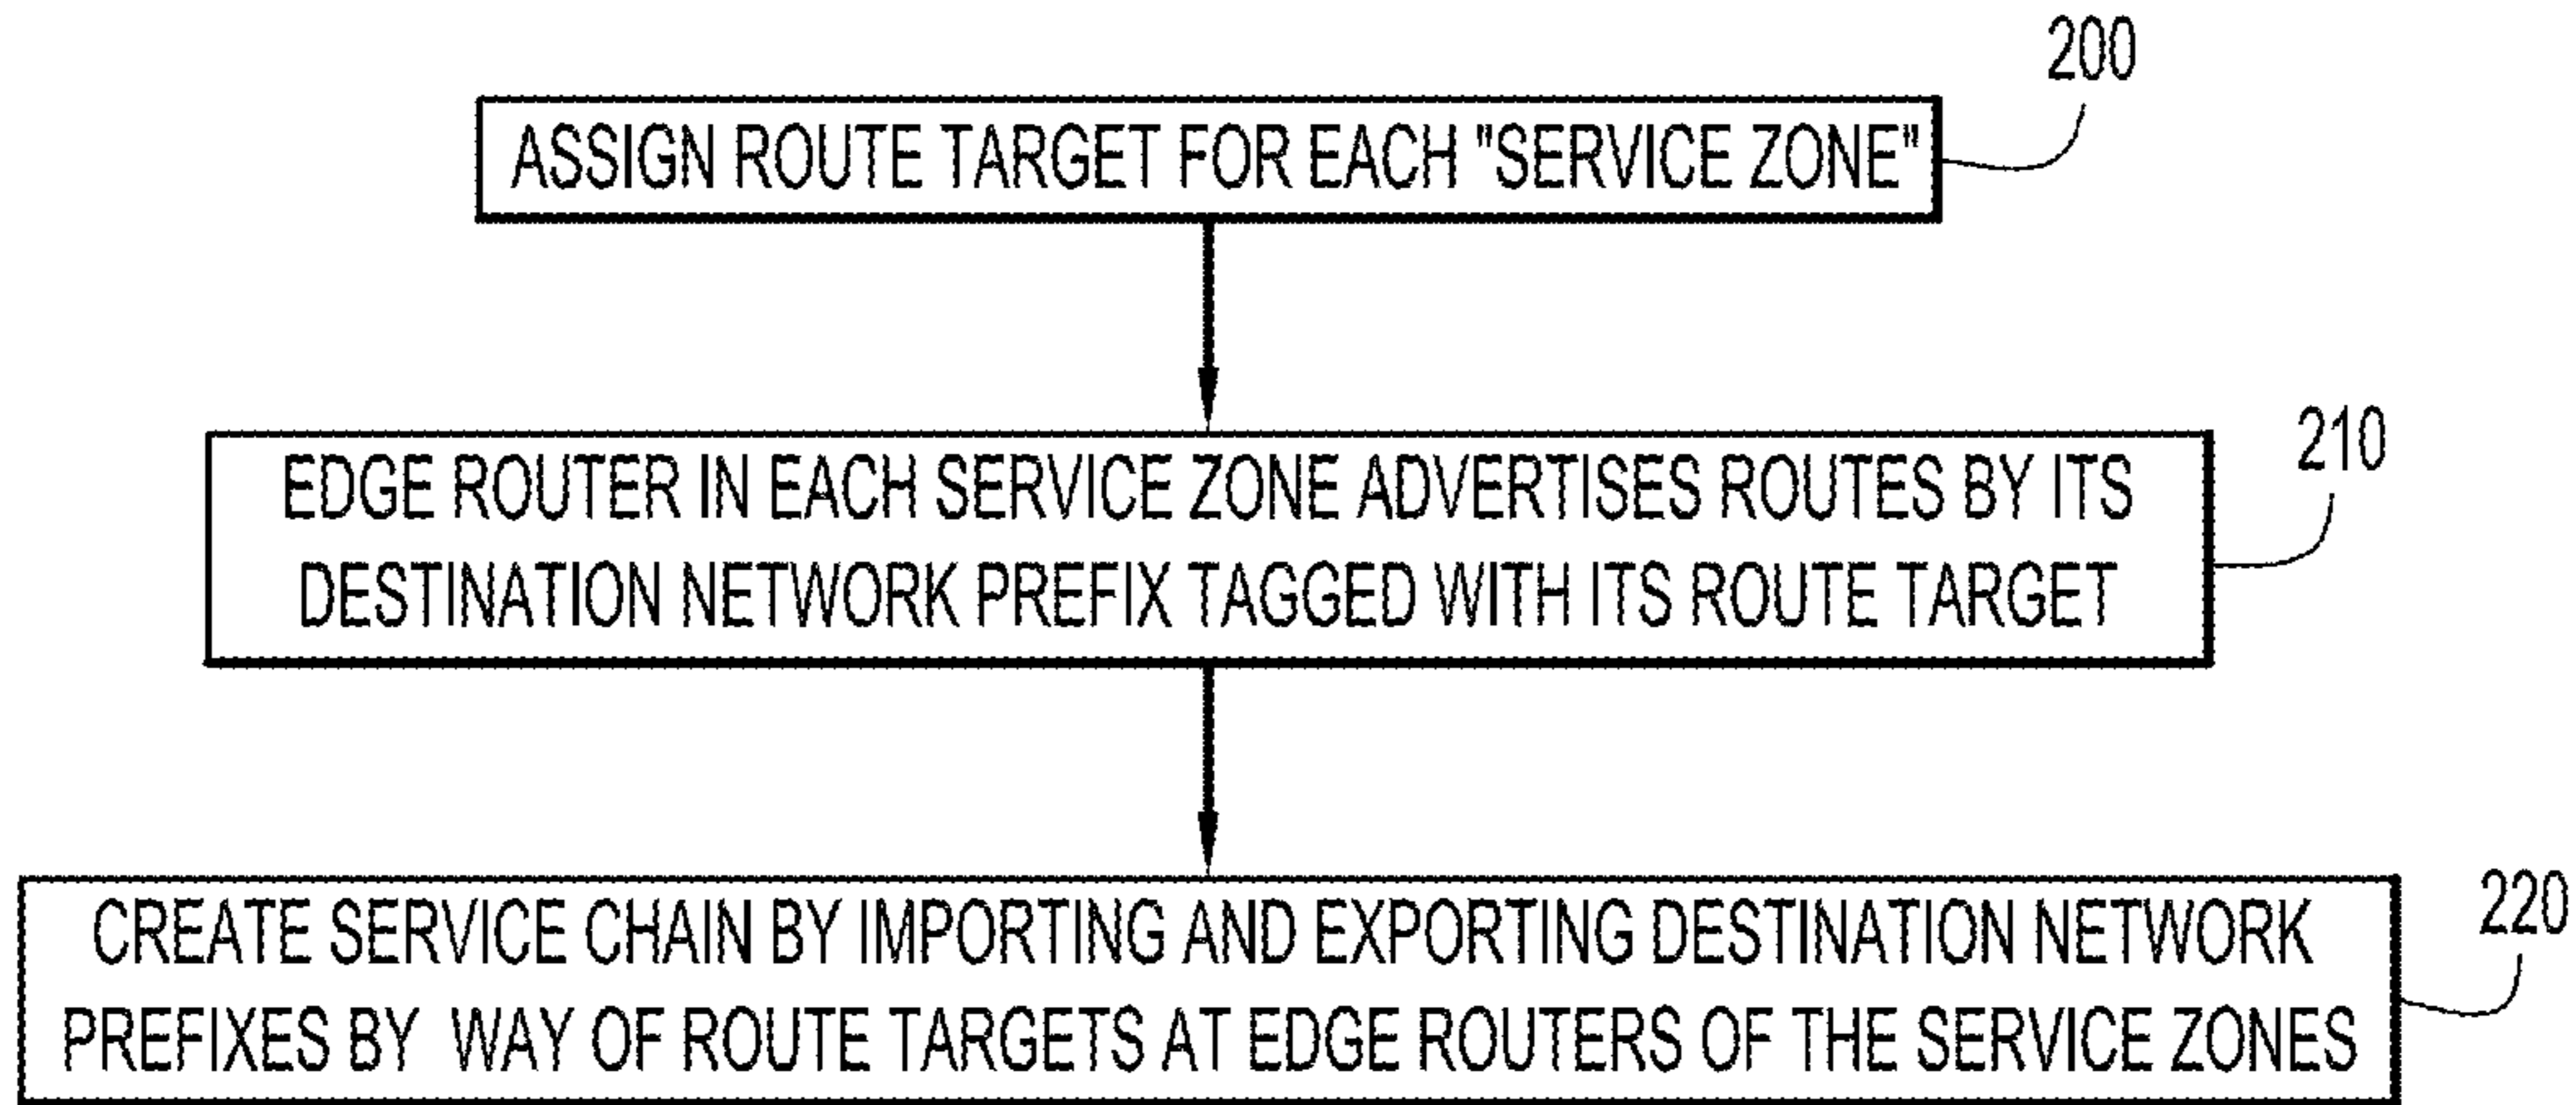 200
ASSIGN ROUTE TARGET FOR EACH "SERVICE ZONE"
210
EDGE ROUTER IN EACH SERVICE ZONE ADVERTISES ROUTES BY ITS
DESTINATION NETWORK PREFIX TAGGED WITH ITS ROUTE TARGET
220
CREATE SERVICE CHAIN BY IMPORTING AND EXPORTING DESTINATION NETWORK
PREFIXES BY WAY OF ROUTE TARGETS AT EDGE ROUTERS OF THE SERVICE ZONES